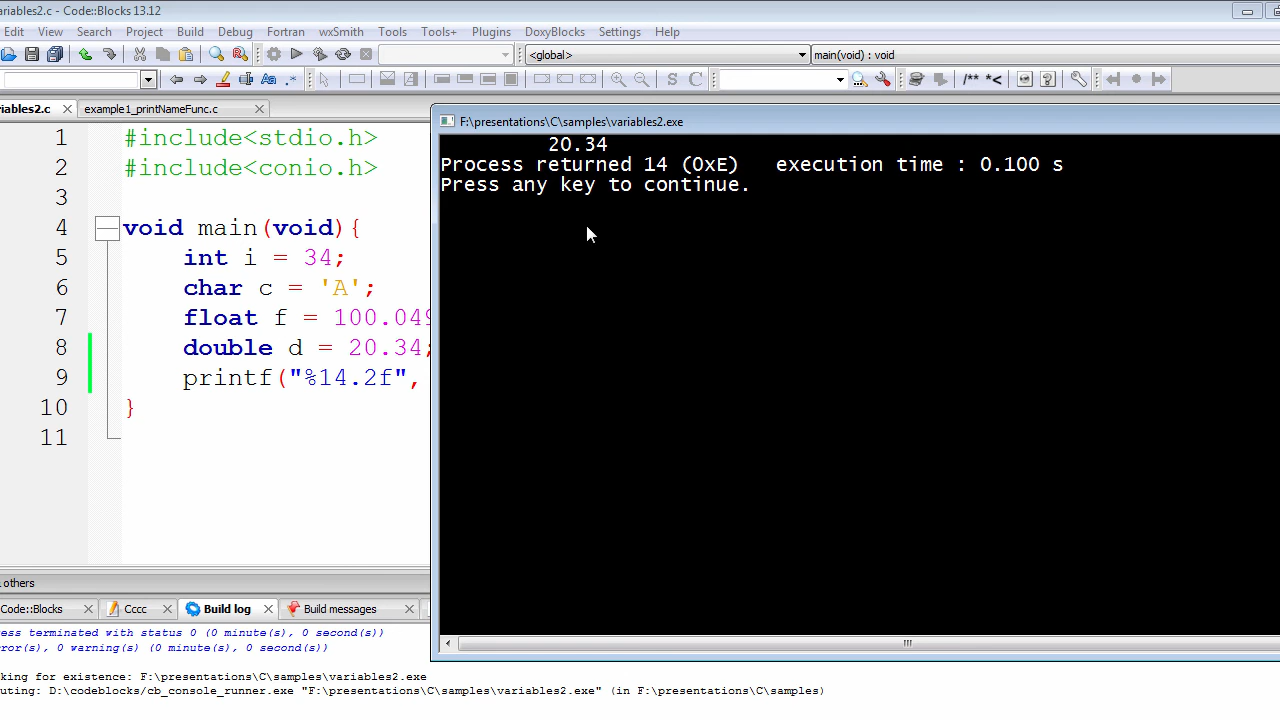 ariables2.c - Code::Blocks 13.12
Edit View Search Project Build Debug Fortran wxSmith Tools Tools+ Plugins DoxyBlocks Settings Help
<global> main(void) : void
/** *<
riables2.c example1_printNameFunc.c
1 #include<stdio.h>
2 #include<conio.h>
3
4 void main(void){
5 int i = 34;
6 char c = 'A';
7 float f = 100.049
8 double d = 20.34;
9 printf("%14.2f",
10 }
11
F:\presentations\C\samples\variables2.exe
20.34
Process returned 14 (0xE) execution time : 0.100 s
Press any key to continue.
others
Code::Blocks Cccc Build log Build messages
ess terminated with status 0 (0 minute(s), 0 second(s))
ror(s), 0 warning(s) (0 minute(s), 0 second(s))
king for existence: F:\presentations\C\samples\variables2.exe
uting: D:\codeblocks/cb_console_runner.exe "F:\presentations\C\samples\variables2.exe" (in F:\presentations\C\samples)